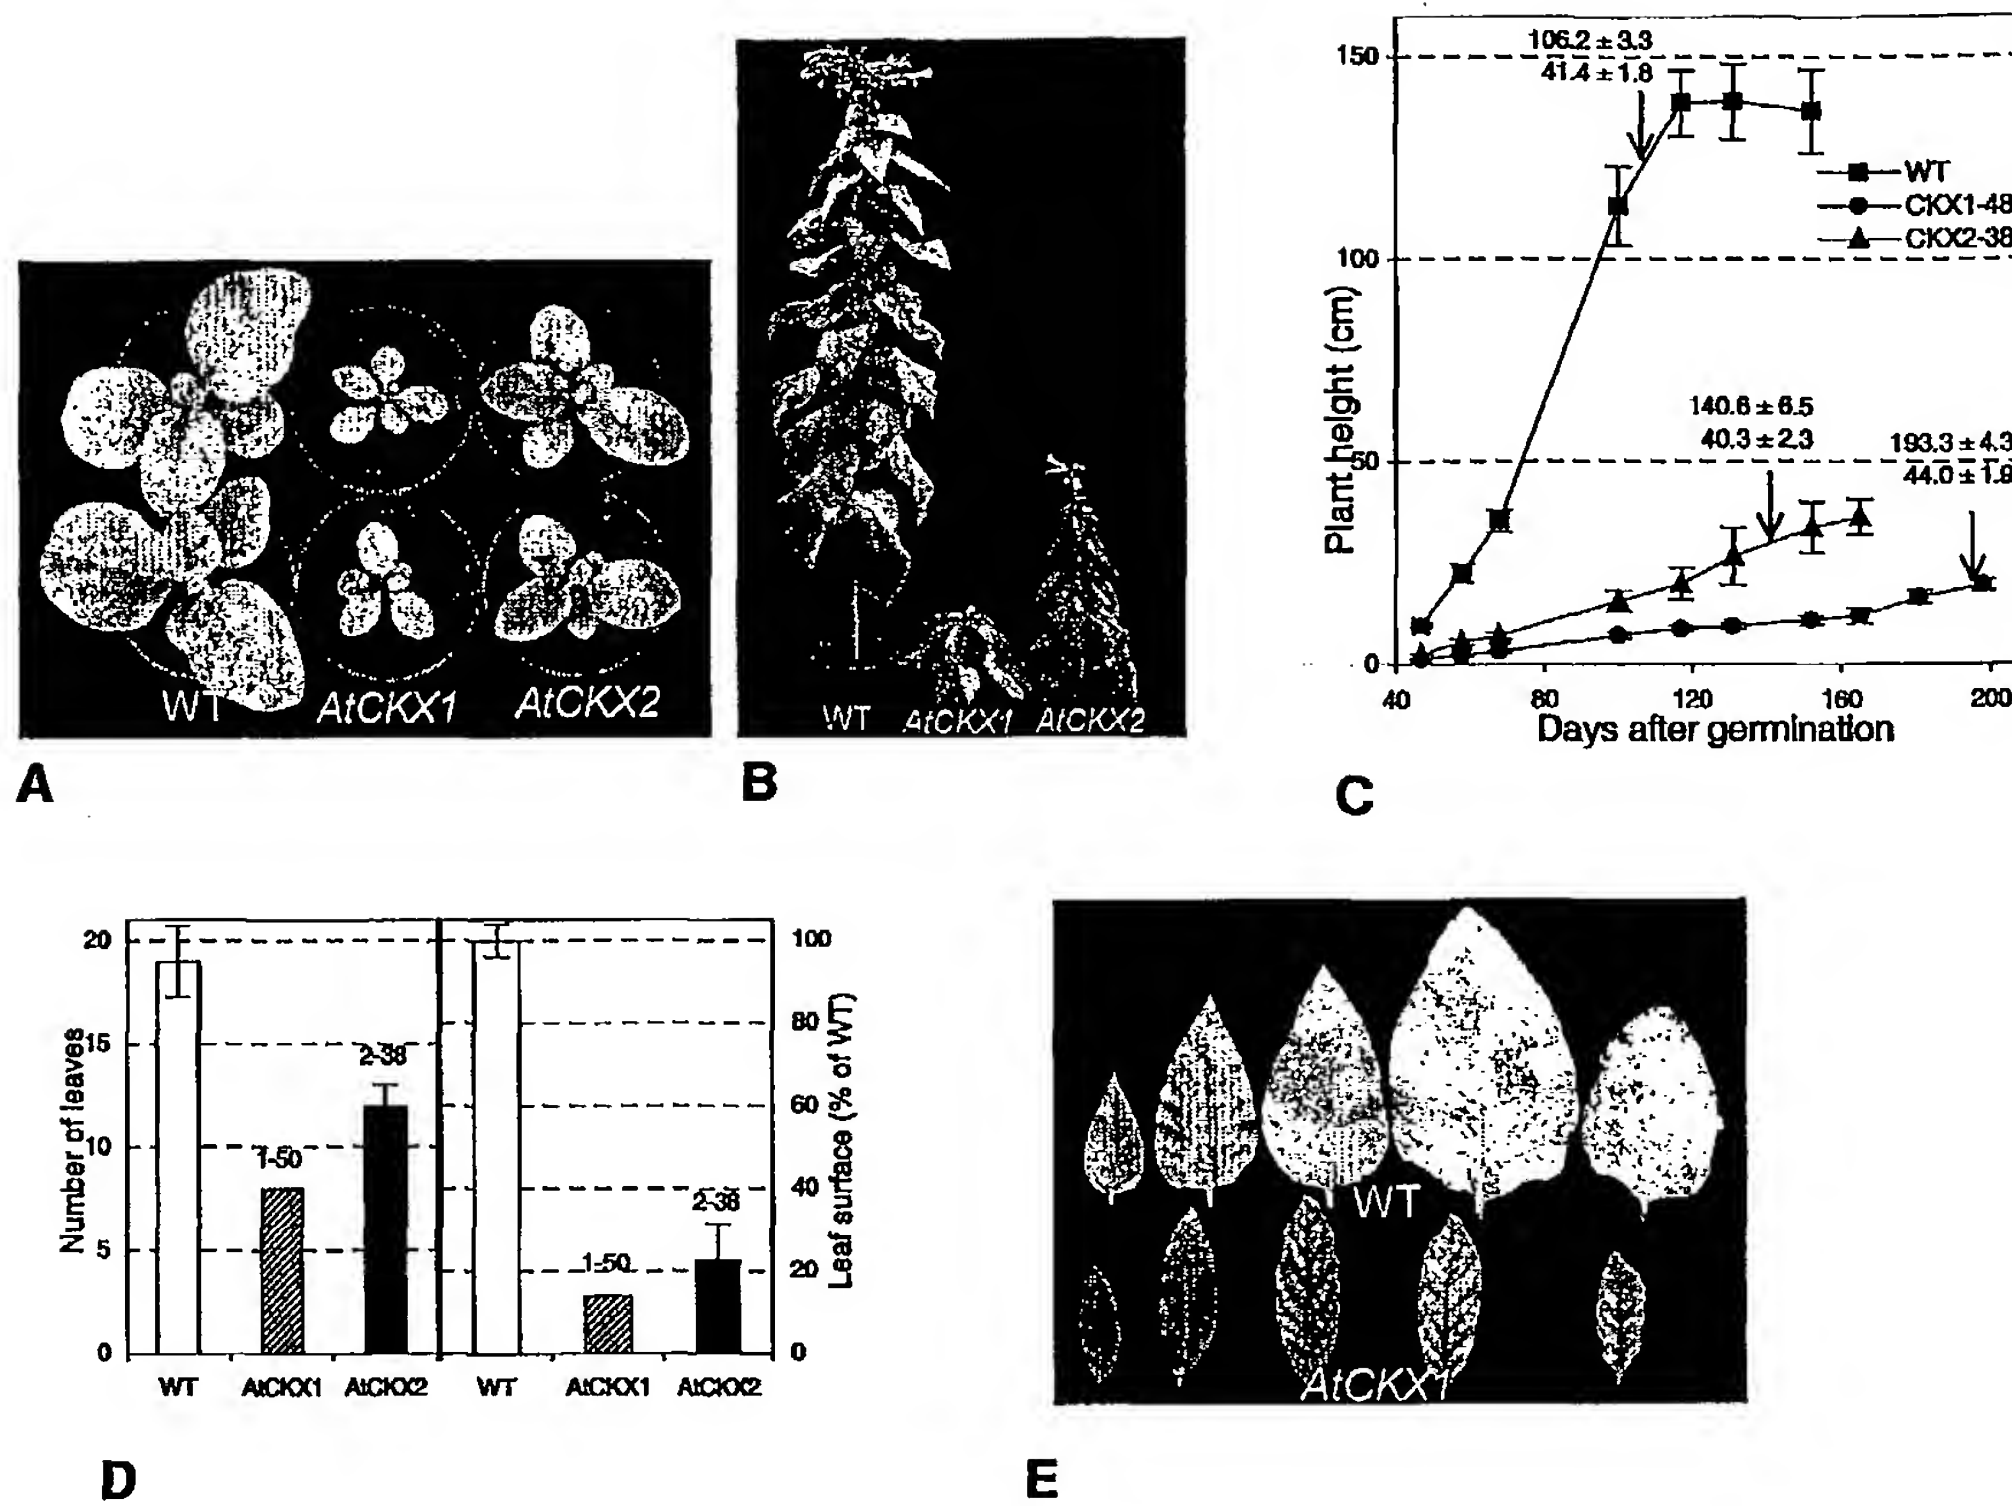 WT AtCKX1 AtCKX2
A
WT AtCKX1 AtCKX2
B
150
100
50
0
Plant height (cm)
106.2 ± 3.3
41.4 ± 1.8
WT
CKX1-48
CKX2-38
140.6 ± 6.5
40.3 ± 2.3
193.3 ± 4.3
44.0 ± 1.9
40 80 120 160 200
Days after germination
C
20
15
10
5
0
Number of leaves
1-50
2-38
WT AtCKX1 AtCKX2
1-50
2-38
WT AtCKX1 AtCKX2
100
80
60
40
20
0
Leaf surface (% of WT)
D
WT
AtCKX1
E